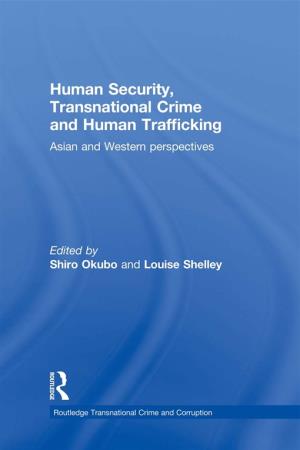 Human Security,
Transnational Crime
and Human Trafficking
Asian and Western perspectives
Edited by
Shiro Okubo and Louise Shelley
ROUTLEDGE
Routledge Transnational Crime and Corruption